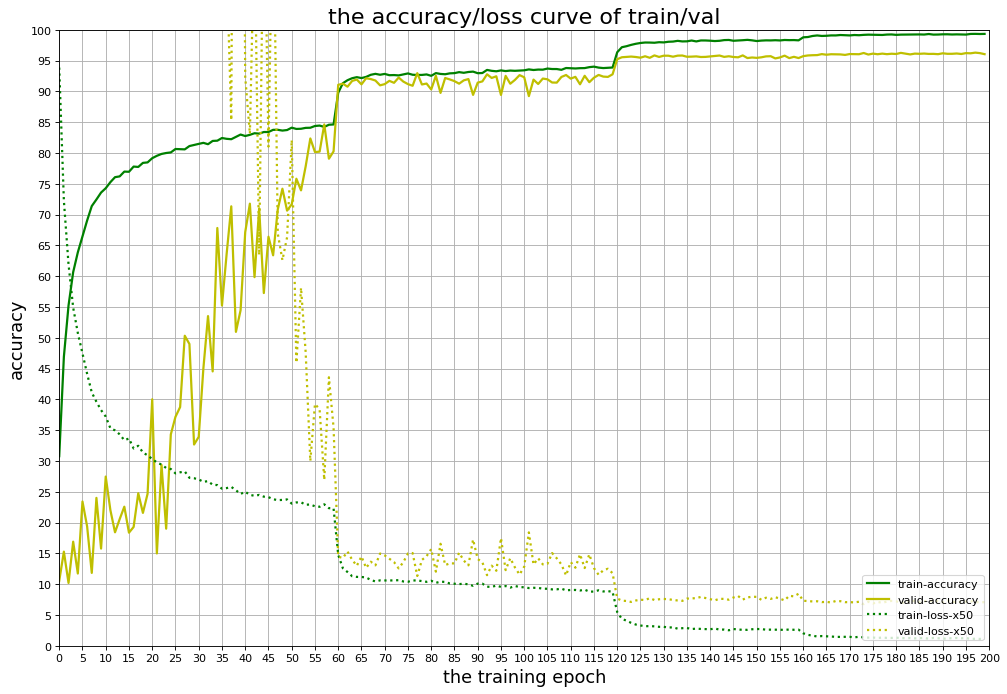 the accuracy/loss curve of train/val
100
95
90
85
80
75
70
65
60
55
50
45
40
35
30
25
20
15
10
5
0
accuracy
train-accuracy
valid-accuracy
train-loss-x50
valid-loss-x50
0 5 10 15 20 25 30 35 40 45 50 55 60 65 70 75 80 85 90 95 100 105 110 115 120 125 130 135 140 145 150 155 160 165 170 175 180 185 190 195 200
the training epoch